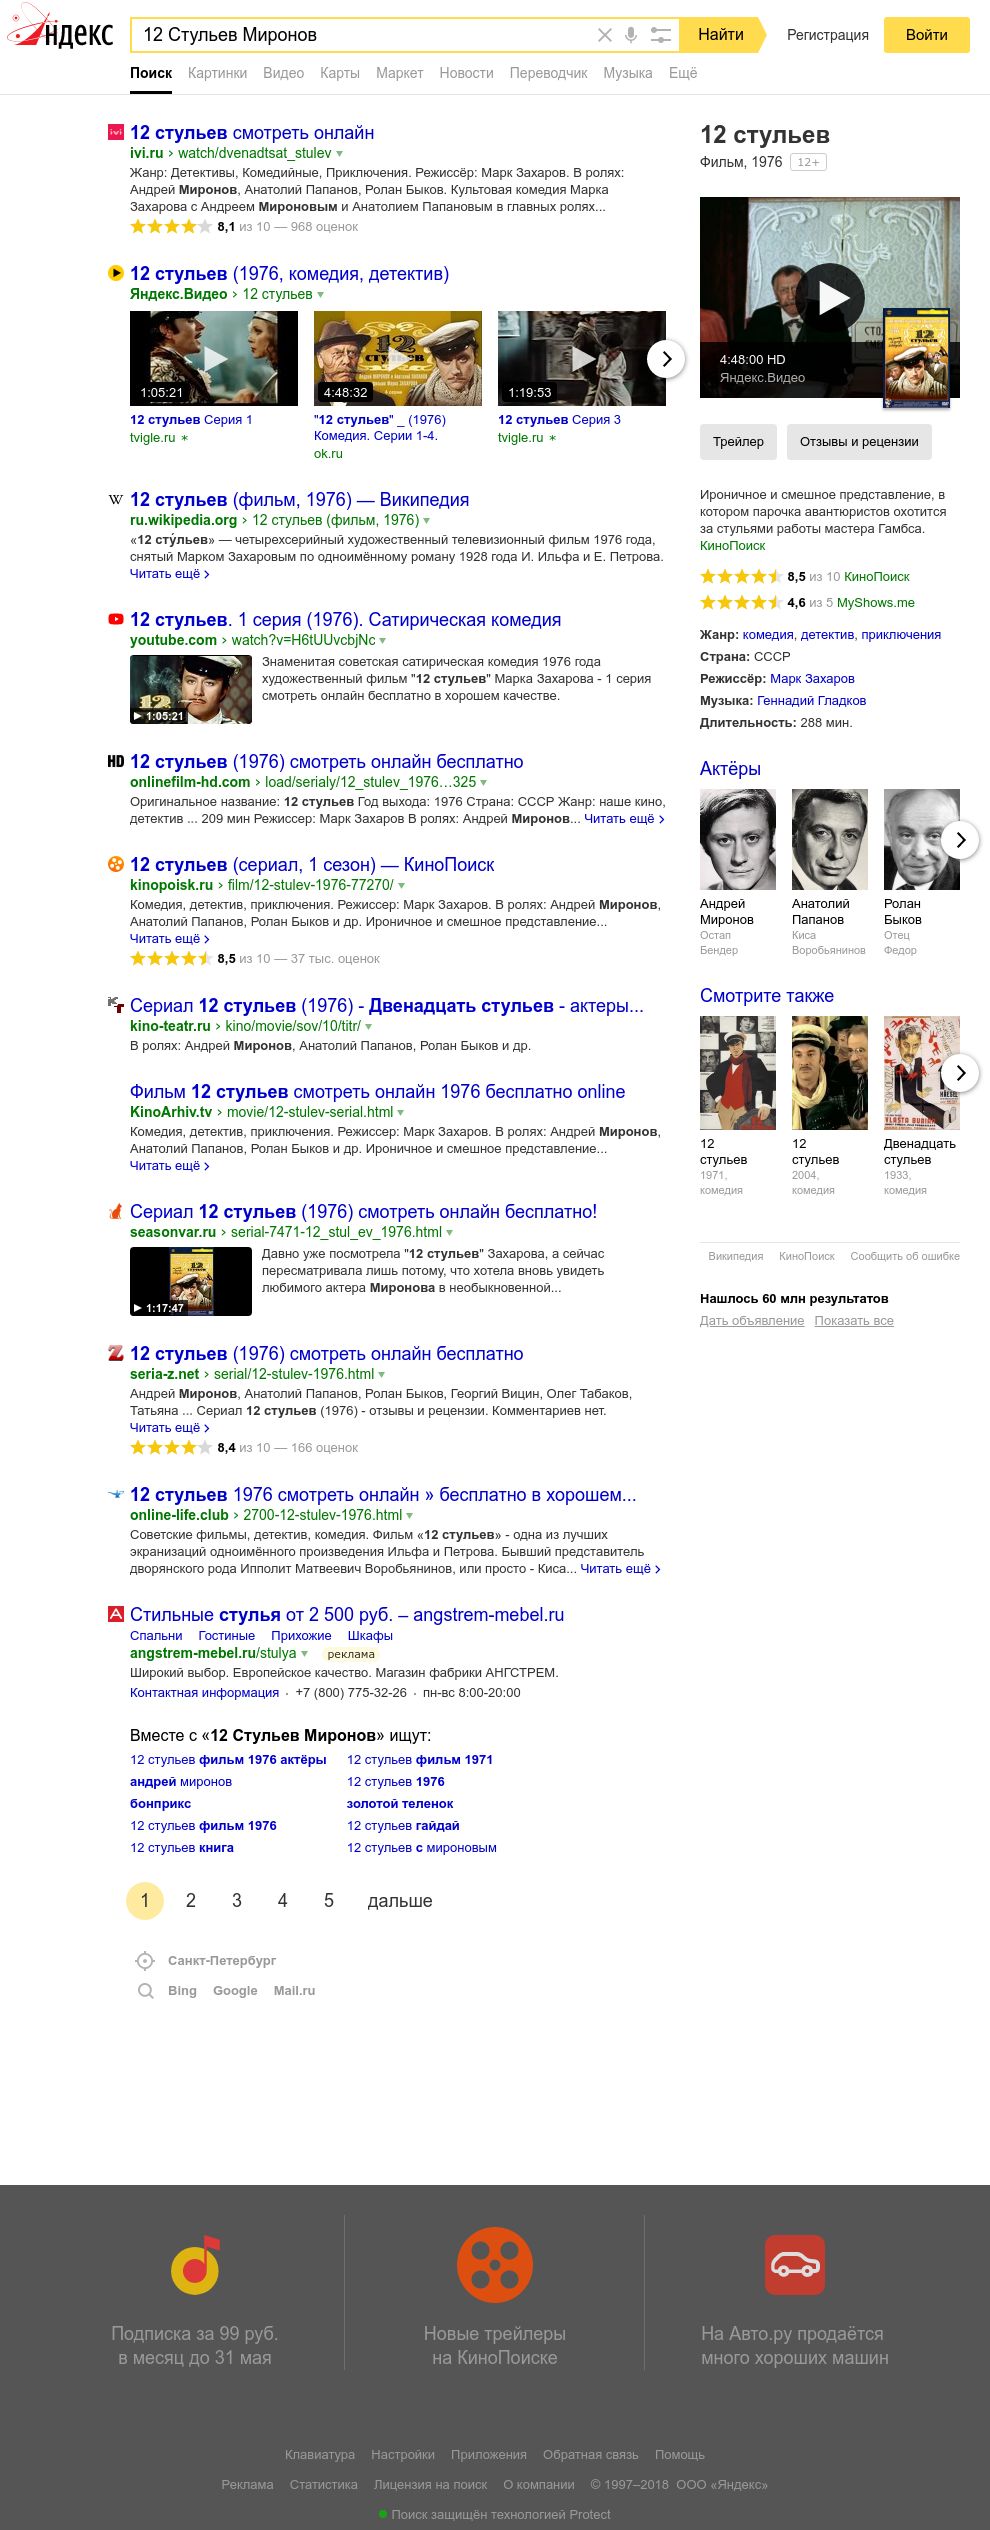 Яндекс
12 Стульев Миронов
Найти
Регистрация
Войти
Поиск Картинки Видео Карты Маркет Новости Переводчик Музыка Ещё
12 стульев смотреть онлайн
ivi.ru › watch/dvenadtsat_stulev
Жанр: Детективы, Комедийные, Приключения. Режиссёр: Марк Захаров. В ролях:
Андрей Миронов, Анатолий Папанов, Ролан Быков. Культовая комедия Марка
Захарова с Андреем Мироновым и Анатолием Папановым в главных ролях...
8,1 из 10 — 968 оценок
12 стульев (1976, комедия, детектив)
Яндекс.Видео › 12 стульев
1:05:21
4:48:32
1:19:53
12 стульев Серия 1
tvigle.ru
"12 стульев" _ (1976)
Комедия. Серии 1-4.
ok.ru
12 стульев Серия 3
tvigle.ru
12 стульев (фильм, 1976) — Википедия
ru.wikipedia.org › 12 стульев (фильм, 1976)
«12 сту́льев» — четырехсерийный художественный телевизионный фильм 1976 года,
снятый Марком Захаровым по одноимённому роману 1928 года И. Ильфа и Е. Петрова.
Читать ещё ›
12 стульев. 1 серия (1976). Сатирическая комедия
youtube.com › watch?v=H6tUUvcbjNc
1:05:21
Знаменитая советская сатирическая комедия 1976 года
художественный фильм "12 стульев" Марка Захарова - 1 серия
смотреть онлайн бесплатно в хорошем качестве.
HD
12 стульев (1976) смотреть онлайн бесплатно
onlinefilm-hd.com › load/serialy/12_stulev_1976…325
Оригинальное название: 12 стульев Год выхода: 1976 Страна: СССР Жанр: наше кино,
детектив ... 209 мин Режиссер: Марк Захаров В ролях: Андрей Миронов... Читать ещё ›
12 стульев (сериал, 1 сезон) — КиноПоиск
kinopoisk.ru › film/12-stulev-1976-77270/
Комедия, детектив, приключения. Режиссер: Марк Захаров. В ролях: Андрей Миронов,
Анатолий Папанов, Ролан Быков и др. Ироничное и смешное представление...
Читать ещё ›
8,5 из 10 — 37 тыс. оценок
Сериал 12 стульев (1976) - Двенадцать стульев - актеры...
kino-teatr.ru › kino/movie/sov/10/titr/
В ролях: Андрей Миронов, Анатолий Папанов, Ролан Быков и др.
Фильм 12 стульев смотреть онлайн 1976 бесплатно online
KinoArhiv.tv › movie/12-stulev-serial.html
Комедия, детектив, приключения. Режиссер: Марк Захаров. В ролях: Андрей Миронов,
Анатолий Папанов, Ролан Быков и др. Ироничное и смешное представление...
Читать ещё ›
Сериал 12 стульев (1976) смотреть онлайн бесплатно!
seasonvar.ru › serial-7471-12_stul_ev_1976.html
1:17:47
Давно уже посмотрела "12 стульев" Захарова, а сейчас
пересматривала лишь потому, что хотела вновь увидеть
любимого актера Миронова в необыкновенной...
12 стульев (1976) смотреть онлайн бесплатно
seria-z.net › serial/12-stulev-1976.html
Андрей Миронов, Анатолий Папанов, Ролан Быков, Георгий Вицин, Олег Табаков,
Татьяна ... Сериал 12 стульев (1976) - отзывы и рецензии. Комментариев нет.
Читать ещё ›
8,4 из 10 — 166 оценок
12 стульев 1976 смотреть онлайн » бесплатно в хорошем...
online-life.club › 2700-12-stulev-1976.html
Советские фильмы, детектив, комедия. Фильм «12 стульев» - одна из лучших
экранизаций одноимённого произведения Ильфа и Петрова. Бывший представитель
дворянского рода Ипполит Матвеевич Воробьянинов, или просто - Киса... Читать ещё ›
Стильные стулья от 2 500 руб. – angstrem-mebel.ru
Спальни Гостиные Прихожие Шкафы
angstrem-mebel.ru/stulya реклама
Широкий выбор. Европейское качество. Магазин фабрики АНГСТРЕМ.
Контактная информация · +7 (800) 775-32-26 · пн-вс 8:00-20:00
Вместе с «12 Стульев Миронов» ищут:
12 стульев фильм 1976 актёры 12 стульев фильм 1971
андрей миронов 12 стульев 1976
бонприкс золотой теленок
12 стульев фильм 1976 12 стульев гайдай
12 стульев книга 12 стульев с мироновым
1 2 3 4 5 дальше
Санкт-Петербург
Bing Google Mail.ru
12 стульев
Фильм, 1976 12+
4:48:00 HD
Яндекс.Видео
Трейлер
Отзывы и рецензии
Ироничное и смешное представление, в
котором парочка авантюристов охотится
за стульями работы мастера Гамбса.
КиноПоиск
8,5 из 10 КиноПоиск
4,6 из 5 MyShows.me
Жанр: комедия, детектив, приключения
Страна: СССР
Режиссёр: Марк Захаров
Музыка: Геннадий Гладков
Длительность: 288 мин.
Актёры
Андрей
Миронов
Остап
Бендер
Анатолий
Папанов
Киса
Воробьянинов
Ролан
Быков
Отец
Федор
Смотрите также
12
стульев
1971,
комедия
12
стульев
2004,
комедия
Двенадцать
стульев
1933,
комедия
Википедия КиноПоиск Сообщить об ошибке
Нашлось 60 млн результатов
Дать объявление Показать все
Подписка за 99 руб.
в месяц до 31 мая
Новые трейлеры
на КиноПоиске
На Авто.ру продаётся
много хороших машин
Клавиатура Настройки Приложения Обратная связь Помощь
Реклама Статистика Лицензия на поиск О компании © 1997–2018 ООО «Яндекс»
Поиск защищён технологией Protect